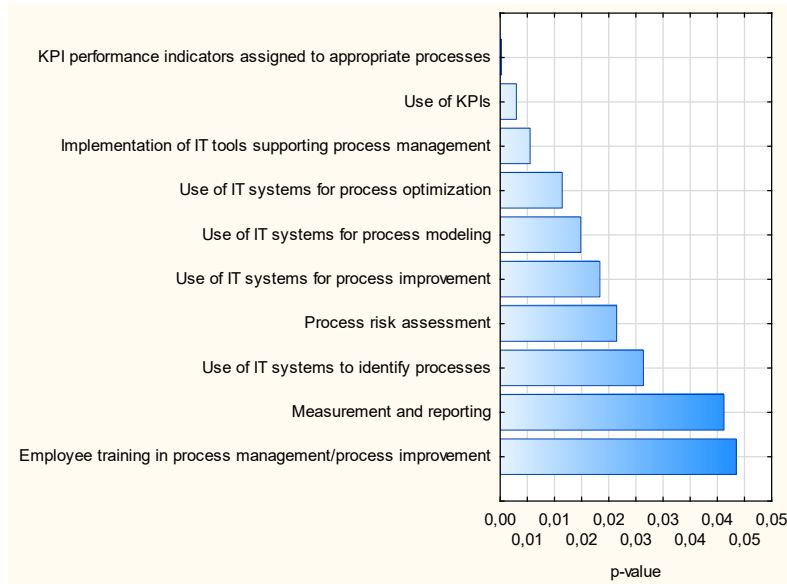 KPI performance indicators assigned to appropriate processes
Use of KPIs
Implementation of IT tools supporting process management
Use of IT systems for process optimization
Use of IT systems for process modeling
Use of IT systems for process improvement
Process risk assessment
Use of IT systems to identify processes
Measurement and reporting
Employee training in process management/process improvement
0,00 0,01 0,02 0,03 0,04 0,05
0,01 0,02 0,03 0,04 0,05
p-value